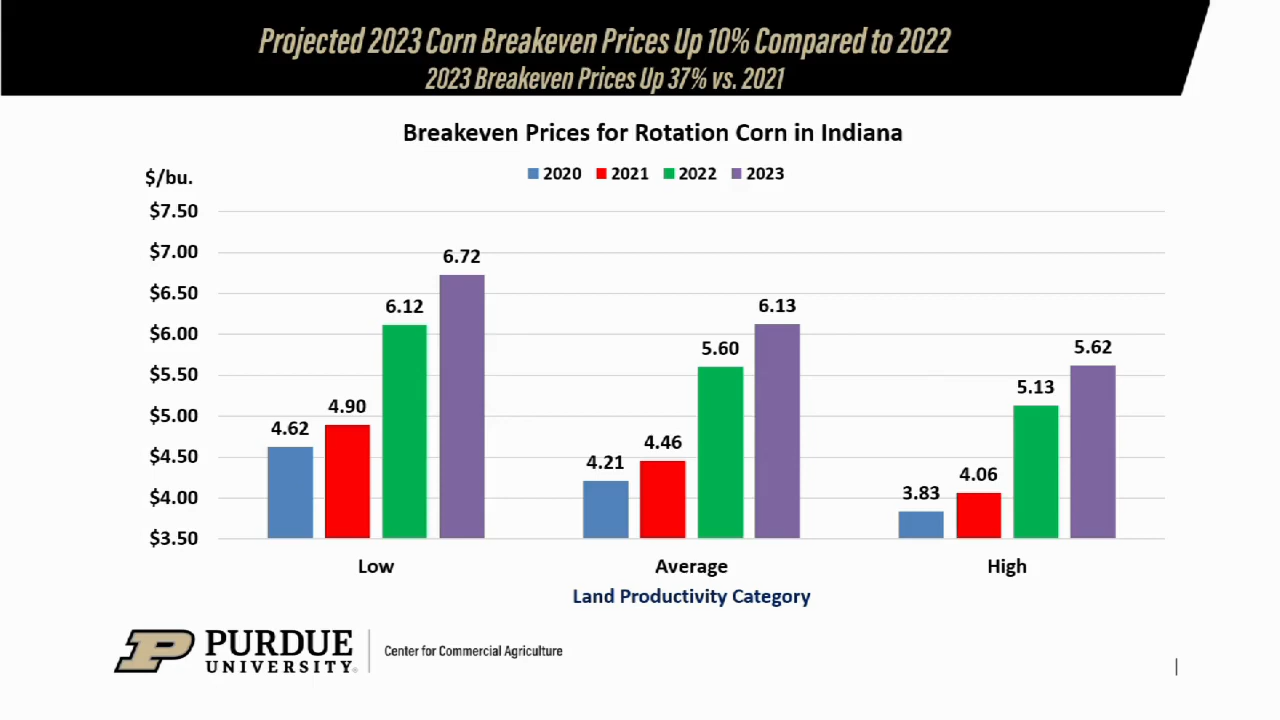 Projected 2023 Corn Breakeven Prices Up 10% Compared to 2022
2023 Breakeven Prices Up 37% vs. 2021
Breakeven Prices for Rotation Corn in Indiana
$/bu.
2020 2021 2022 2023
$7.50
$7.00
$6.50
$6.00
$5.50
$5.00
$4.50
$4.00
$3.50
4.62 4.90 6.12 6.72
4.21 4.46 5.60 6.13
3.83 4.06 5.13 5.62
Low Average High
Land Productivity Category
P PURDUE
UNIVERSITY
Center for Commercial Agriculture